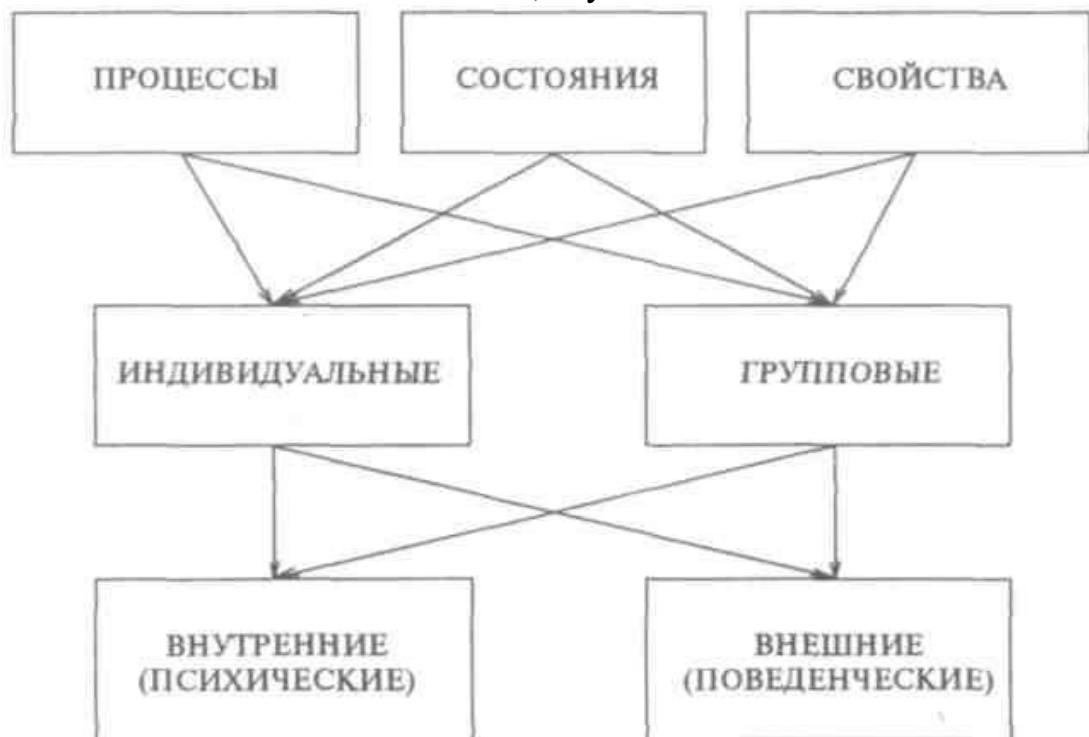 ПРОЦЕССЫ
СОСТОЯНИЯ
СВОЙСТВА
ИНДИВИДУАЛЬНЫЕ
ГРУППОВЫЕ
ВНУТРЕННИЕ
(ПСИХИЧЕСКИЕ)
ВНЕШНИЕ
(ПОВЕДЕНЧЕСКИЕ)